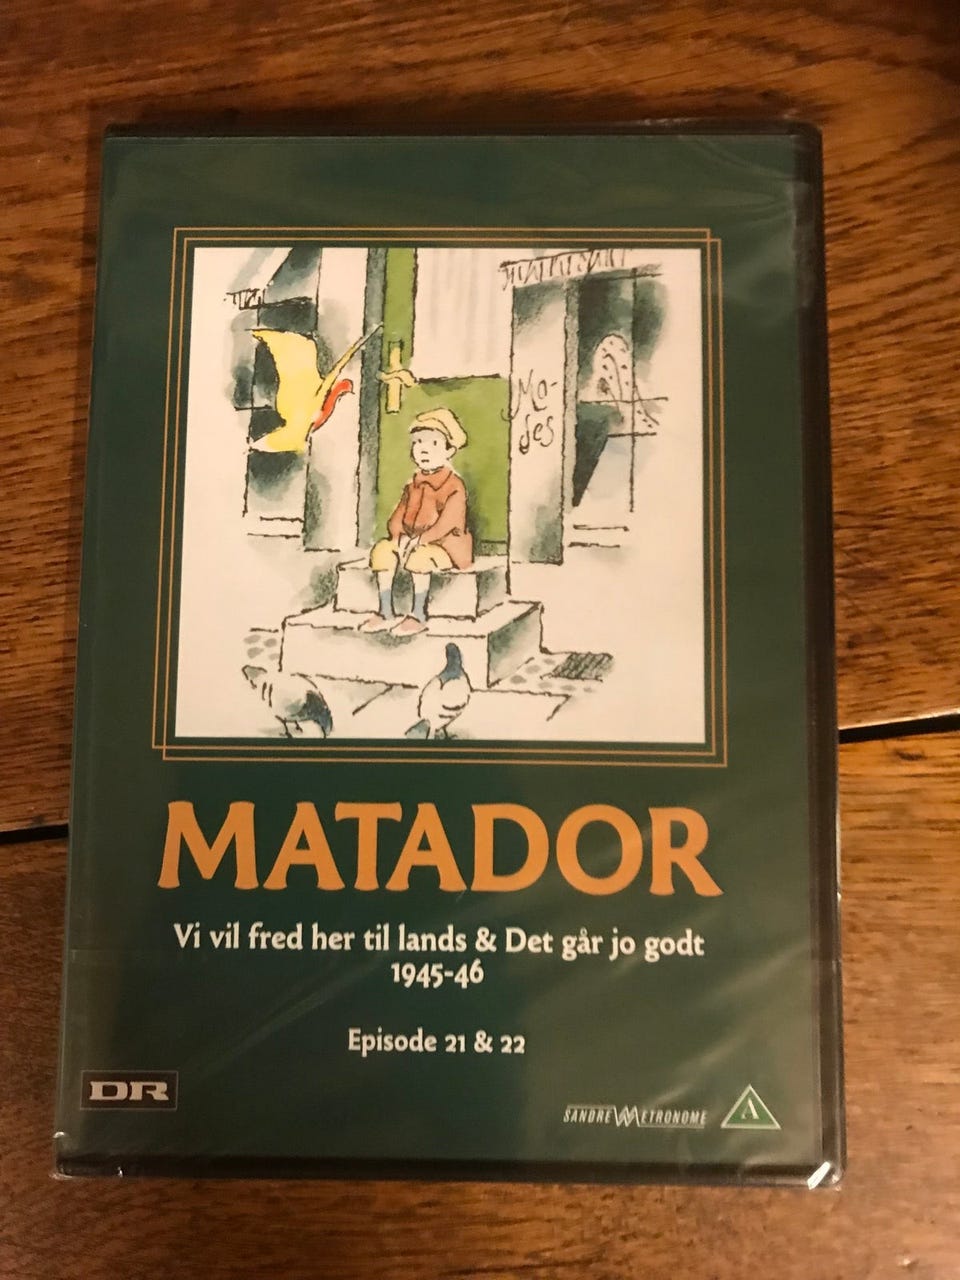 Mo-
des
MATADOR
Vi vil fred her til lands & Det går jo godt
1945-46
Episode 21 & 22
DR
SANDREW METRONOME
A